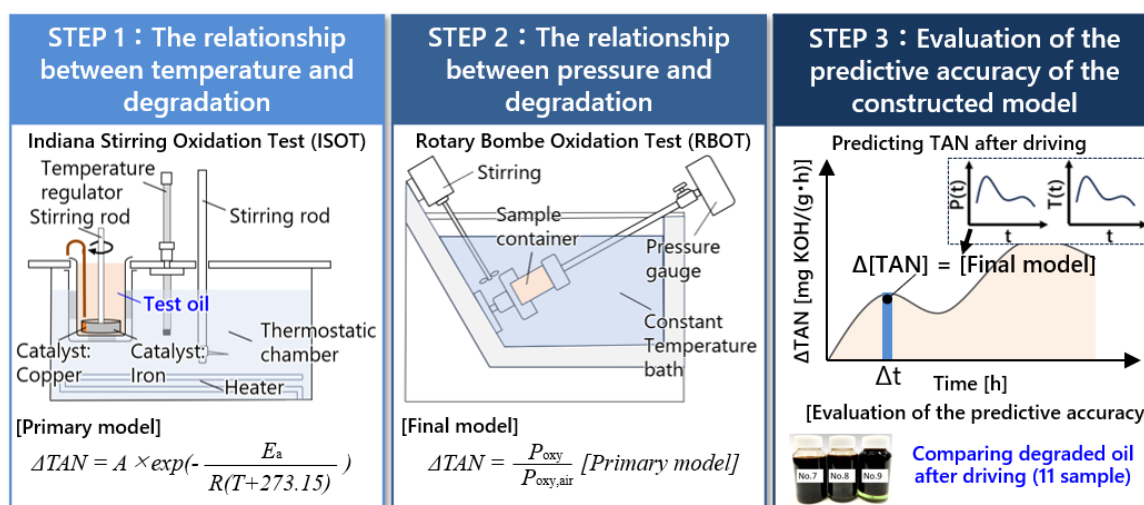 STEP 1：The relationship
between temperature and
degradation
Indiana Stirring Oxidation Test (ISOT)
Temperature
regulator
Stirring rod
Stirring rod
Test oil
Catalyst:
Copper
Catalyst:
Iron
Thermostatic
chamber
Heater
[Primary model]
ΔTAN = A ×exp(- Ea / R(T+273.15) )
STEP 2：The relationship
between pressure and
degradation
Rotary Bombe Oxidation Test (RBOT)
Stirring
Sample
container
Pressure
gauge
Constant
Temperature
bath
[Final model]
ΔTAN = Poxy / Poxy,air [Primary model]
STEP 3：Evaluation of the
predictive accuracy of the
constructed model
Predicting TAN after driving
P(t)
t
T(t)
t
ΔTAN [mg KOH/(g·h)]
Δ[TAN] = [Final model]
Δt
Time [h]
[Evaluation of the predictive accuracy
No.7
No.8
No.9
Comparing degraded oil
after driving (11 sample)